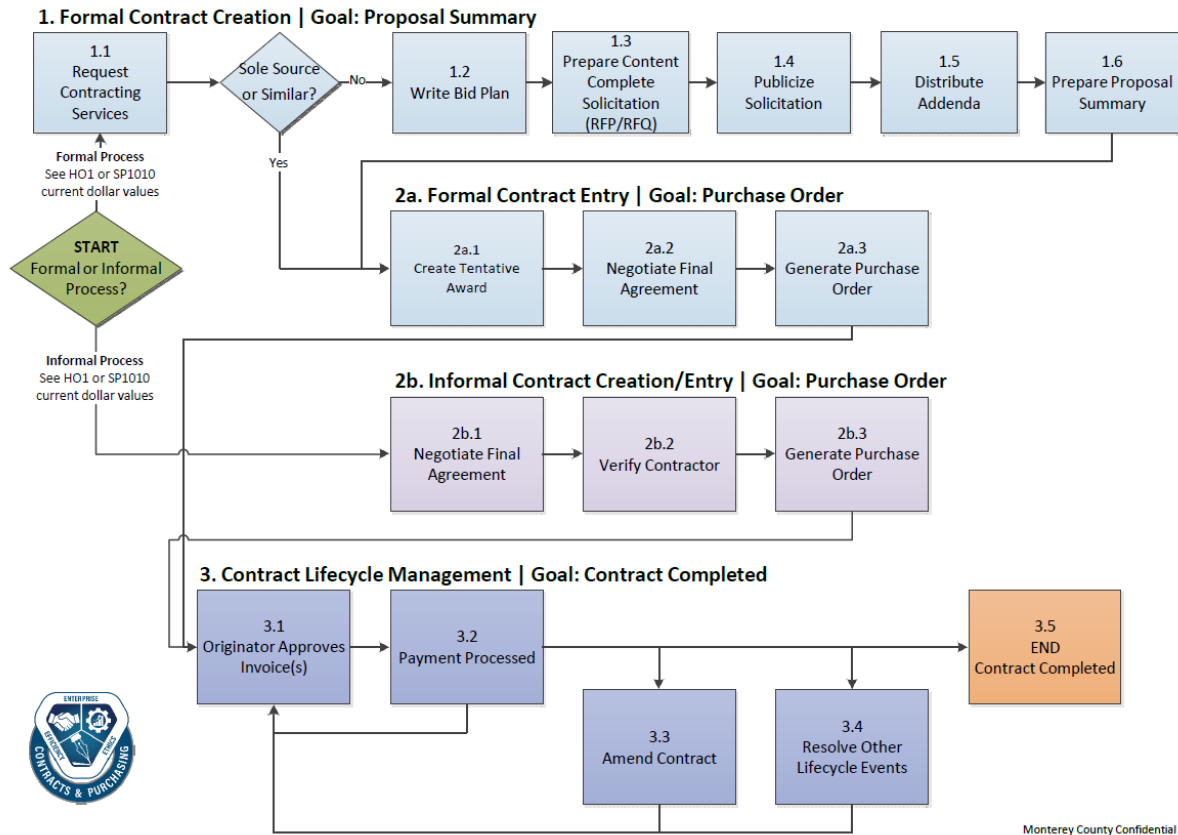 1. Formal Contract Creation | Goal: Proposal Summary
1.1
Request
Contracting
Services
Sole Source
or Similar?
No
Yes
1.2
Write Bid Plan
1.3
Prepare Content
Complete
Solicitation
(RFP/RFQ)
1.4
Publicize
Solicitation
1.5
Distribute
Addenda
1.6
Prepare Proposal
Summary
Formal Process
See HO1 or SP1010
current dollar values
START
Formal or Informal
Process?
Informal Process
See HO1 or SP1010
current dollar values
2a. Formal Contract Entry | Goal: Purchase Order
2a.1
Create Tentative
Award
2a.2
Negotiate Final
Agreement
2a.3
Generate Purchase
Order
2b. Informal Contract Creation/Entry | Goal: Purchase Order
2b.1
Negotiate Final
Agreement
2b.2
Verify Contractor
2b.3
Generate Purchase
Order
3. Contract Lifecycle Management | Goal: Contract Completed
3.1
Originator Approves
Invoice(s)
3.2
Payment Processed
3.3
Amend Contract
3.4
Resolve Other
Lifecycle Events
3.5
END
Contract Completed
ENTERPRISE
EFFICIENCY
ETHICS
CONTRACTS & PURCHASING
Monterey County Confidential